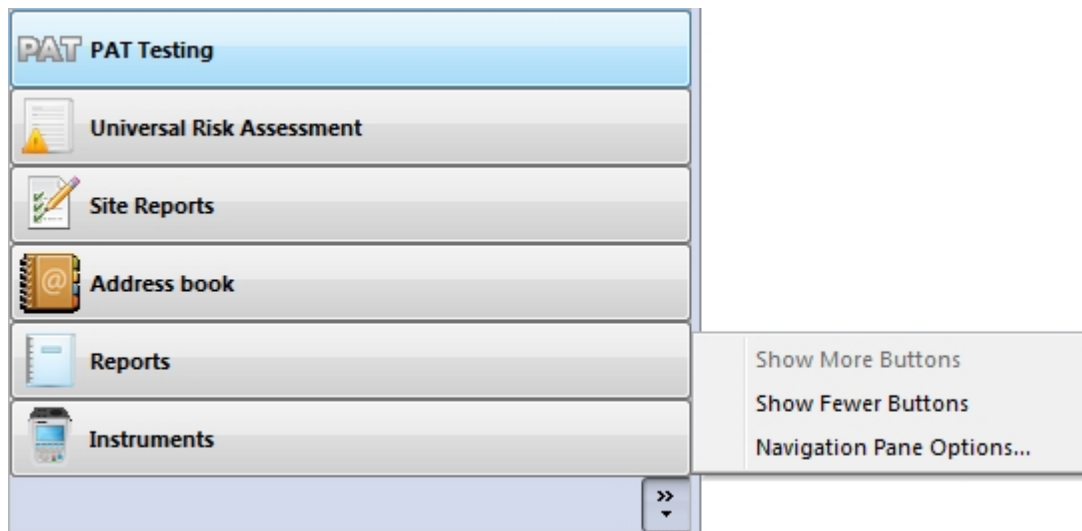 PAT PAT Testing
Universal Risk Assessment
Site Reports
@ Address book
Reports
Instruments
Show More Buttons
Show Fewer Buttons
Navigation Pane Options...